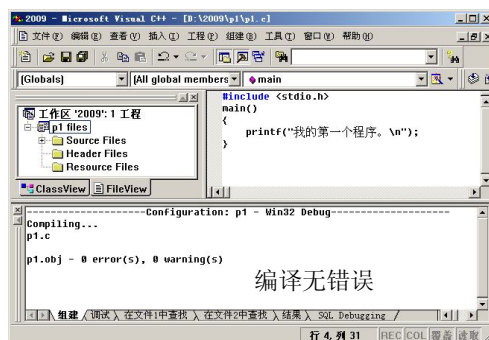 2009 - Microsoft Visual C++ - [D:\2009\p1\p1.c]
文件(F) 编辑(E) 查看(V) 插入(I) 工程(P) 组建(B) 工具(T) 窗口(W) 帮助(H)
(Globals) [All global members main
工作区 '2009': 1 工程
p1 files
Source Files
Header Files
Resource Files
ClassView FileView
#include <stdio.h>
main()
{
printf("我的第一个程序。\n");
}
--------------------Configuration: p1 - Win32 Debug--------------------
Compiling...
p1.c
p1.obj - 0 error(s), 0 warning(s)
编译无错误
组建 调试 在文件1中查找 在文件2中查找 结果 SQL Debugging
行 4, 列 31 REC COL 覆盖 读取